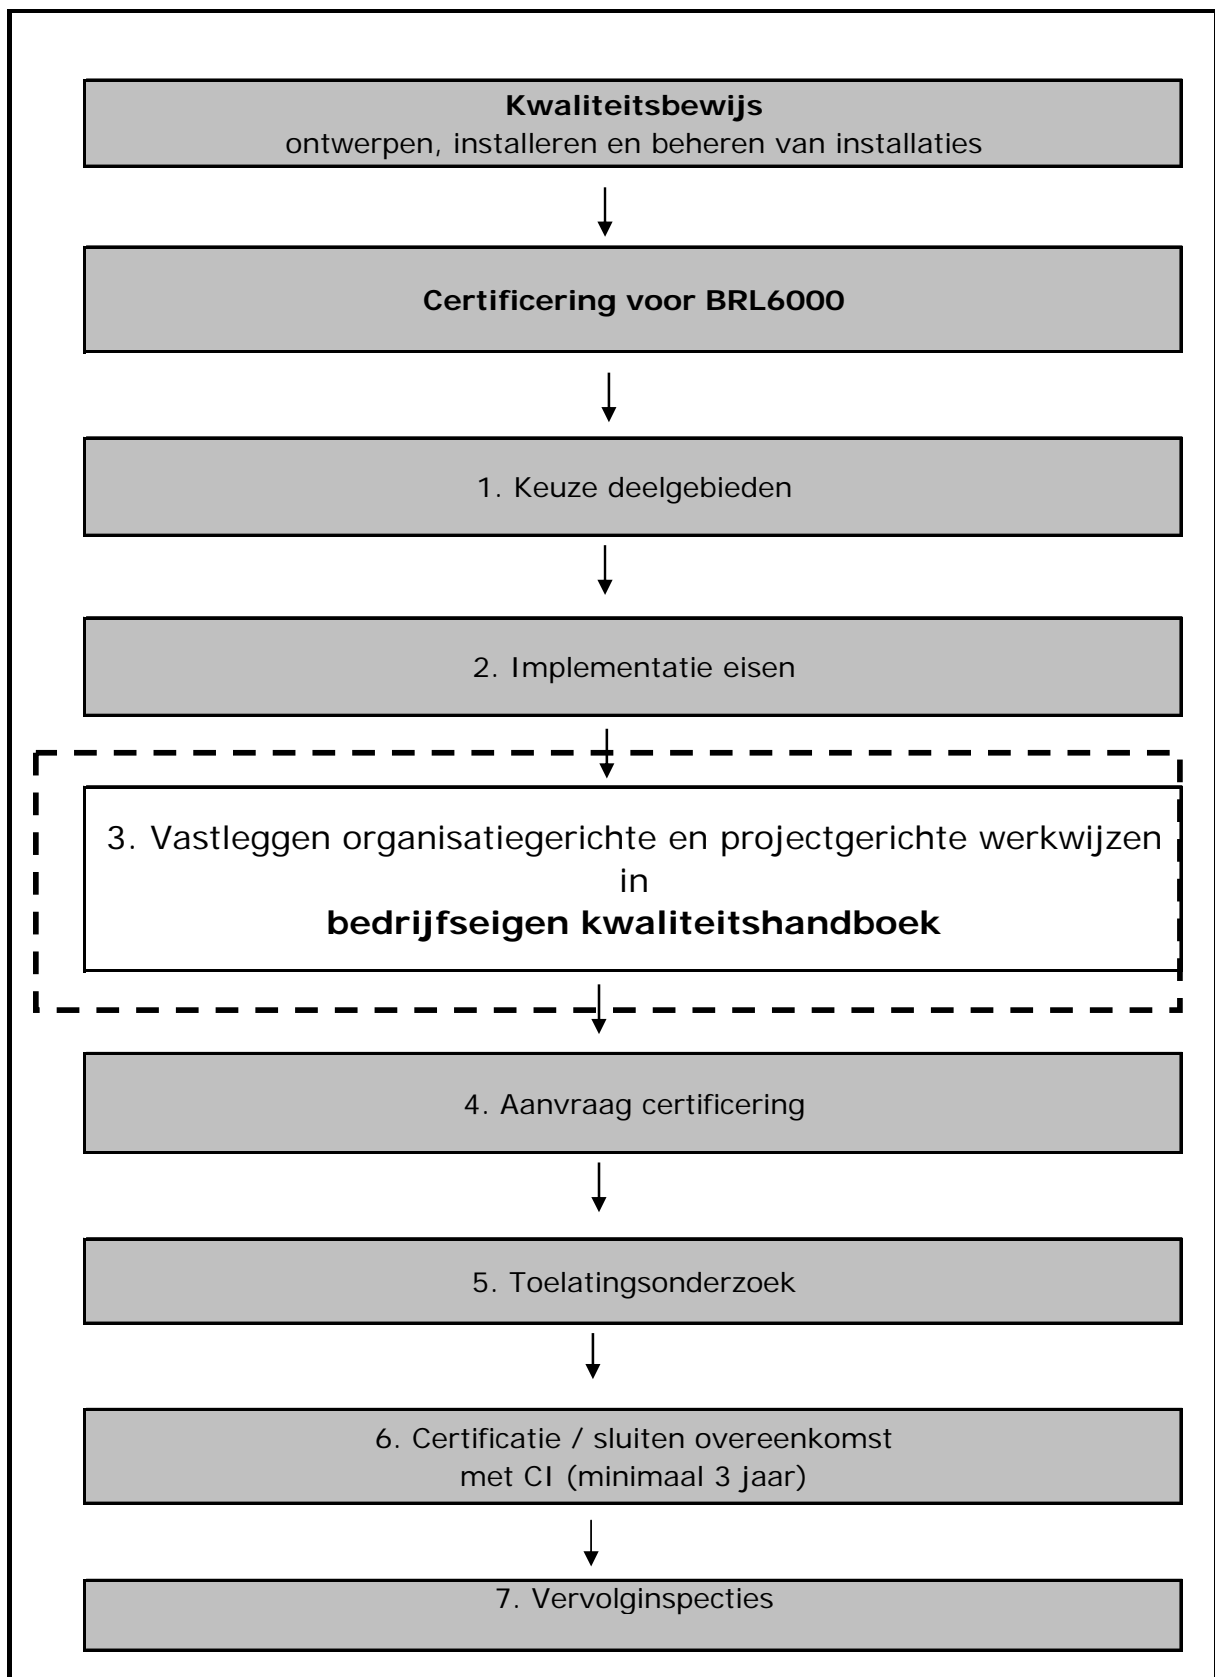 Kwaliteitsbewijs
ontwerpen, installeren en beheren van installaties
Certificering voor BRL6000
1. Keuze deelgebieden
2. Implementatie eisen
3. Vastleggen organisatiegerichte en projectgerichte werkwijzen
in
bedrijfseigen kwaliteitshandboek
4. Aanvraag certificering
5. Toelatingsonderzoek
6. Certificatie / sluiten overeenkomst
met CI (minimaal 3 jaar)
7. Vervolginspecties